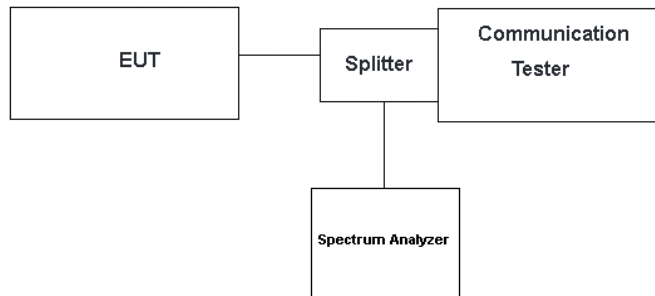 EUT
Splitter
Communication
Tester
Spectrum Analyzer